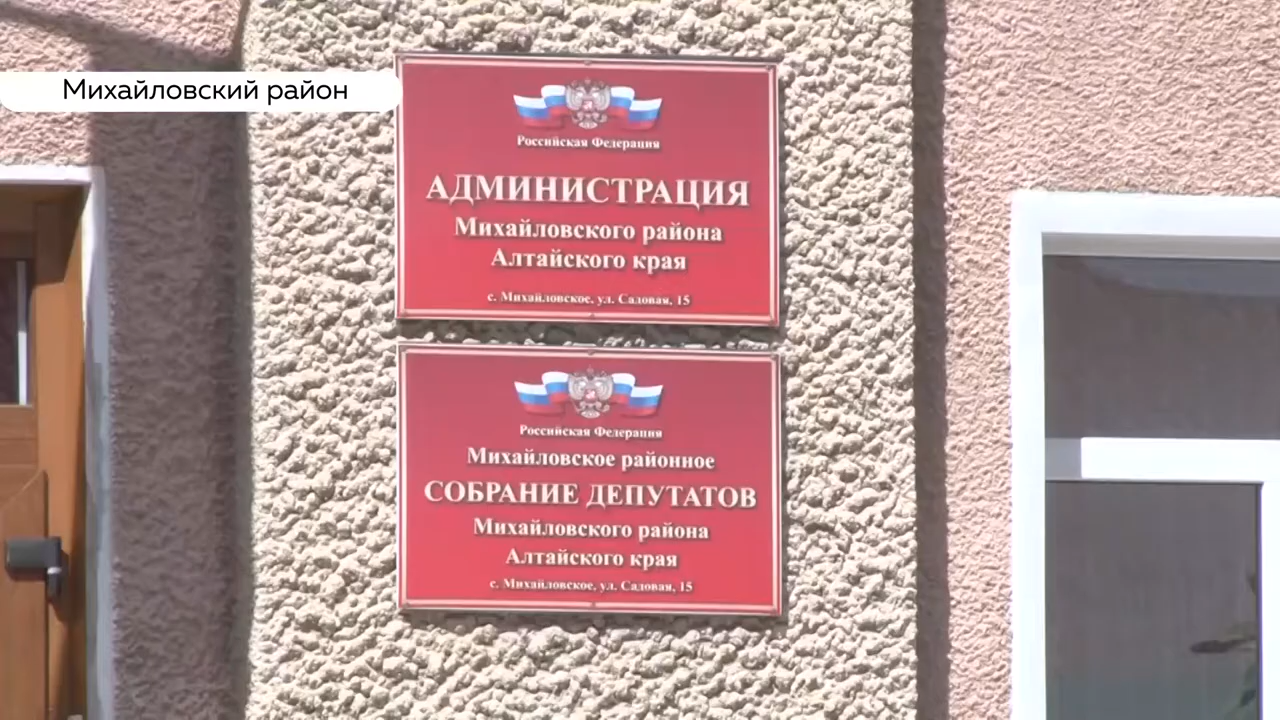 Михайловский район
Российская Федерация
АДМИНИСТРАЦИЯ
Михайловского района
Алтайского края
с. Михайловское, ул. Садовая, 15
Российская Федерация
Михайловское районное
СОБРАНИЕ ДЕПУТАТОВ
Михайловского района
Алтайского края
с. Михайловское, ул. Садовая, 15